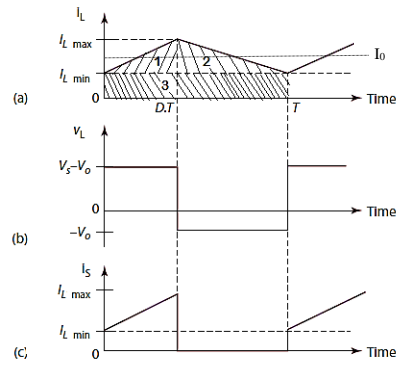 iL
IL max
1
2
I0
IL min
3
(a)
0
D.T
T
Time
vL
Vs–Vo
0
Time
(b)
–Vo
is
IL max
IL min
(c)
0
Time